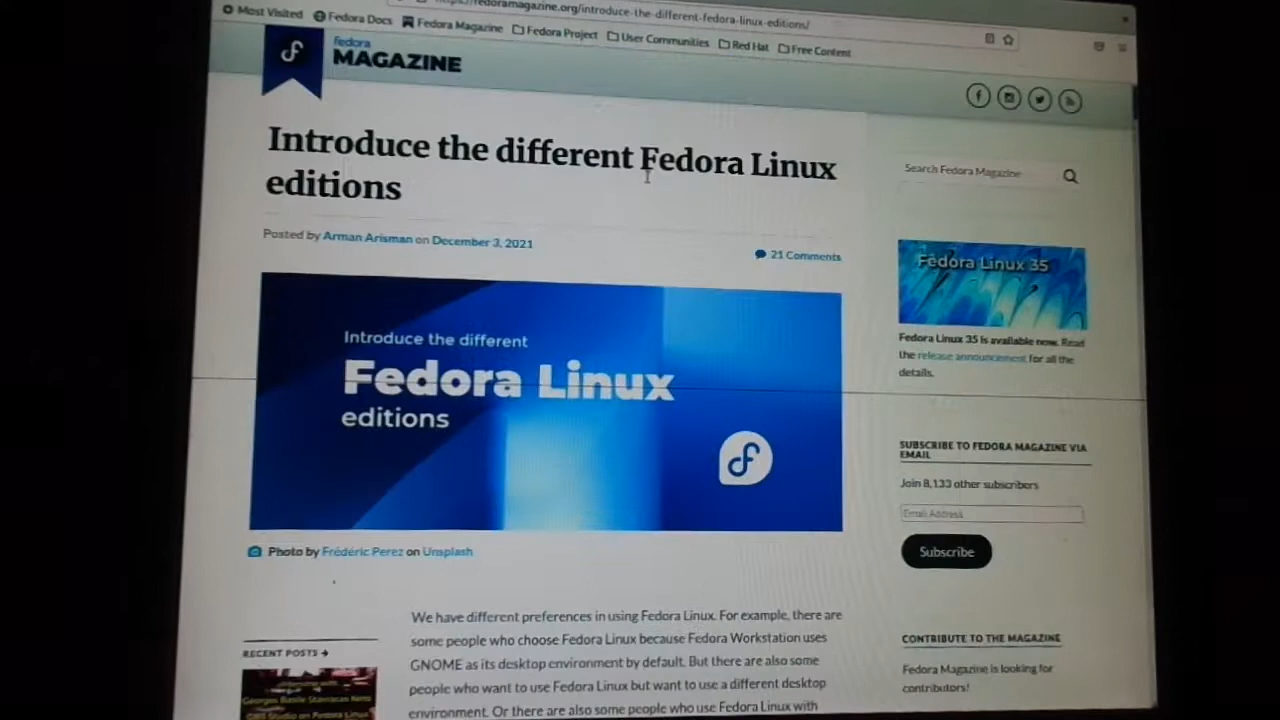 fedoramagazine.org/introduce-the-different-fedora-linux-editions/
Most Visited Fedora Docs Fedora Magazine Fedora Project User Communities Red Hat Free Content
fedora
MAGAZINE
Introduce the different Fedora Linux
editions
Posted by Arman Arisman on December 3, 2021
21 Comments
Introduce the different
Fedora Linux
editions
Photo by Frédéric Perez on Unsplash
We have different preferences in using Fedora Linux. For example, there are
some people who choose Fedora Linux because Fedora Workstation uses
GNOME as its desktop environment by default. But there are also some
people who want to use Fedora Linux but want to use a different desktop
environment. Or there are also some people who use Fedora Linux with
RECENT POSTS →
Georges Basile Stavracas Neto
Search Fedora Magazine
Fedora Linux 35
Fedora Linux 35 is available now. Read
the release announcement for all the
details.
SUBSCRIBE TO FEDORA MAGAZINE VIA
EMAIL
Join 8,133 other subscribers
Email Address
Subscribe
CONTRIBUTE TO THE MAGAZINE
Fedora Magazine is looking for
contributors!